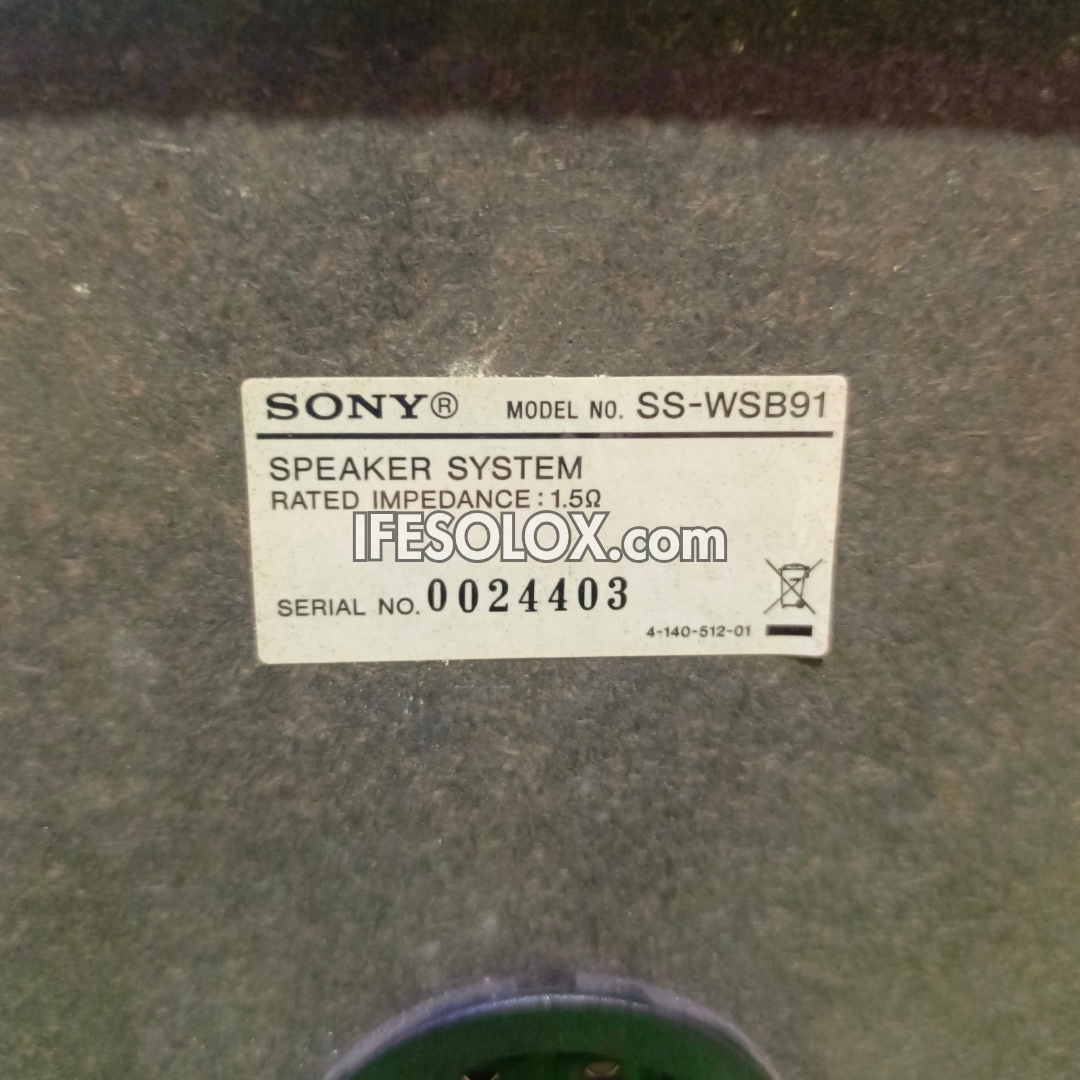 SONY® MODEL NO. SS-WSB91
SPEAKER SYSTEM
RATED IMPEDANCE : 1.5Ω
IFESOLOX.com
SERIAL NO. 0024403
4-140-512-01